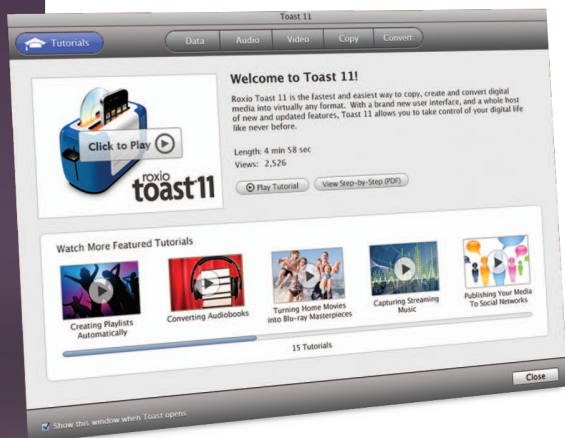 Toast 11
Tutorials
Data
Audio
Video
Copy
Convert
Click to Play
roxio
toast11
Welcome to Toast 11!
Roxio Toast 11 is the fastest and easiest way to copy, create and convert digital
media into virtually any format. With a brand new user interface, and a whole host
of new and updated features, Toast 11 allows you to take control of your digital life
like never before.
Length: 4 min 58 sec
Views: 2,526
Play Tutorial
View Step-by-Step (PDF)
Watch More Featured Tutorials
Creating Playlists
Automatically
Converting Audiobooks
Turning Home Movies
into Blu-ray Masterpieces
Capturing Streaming
Music
Publishing Your Media
To Social Networks
15 Tutorials
Show this window when Toast opens
Close